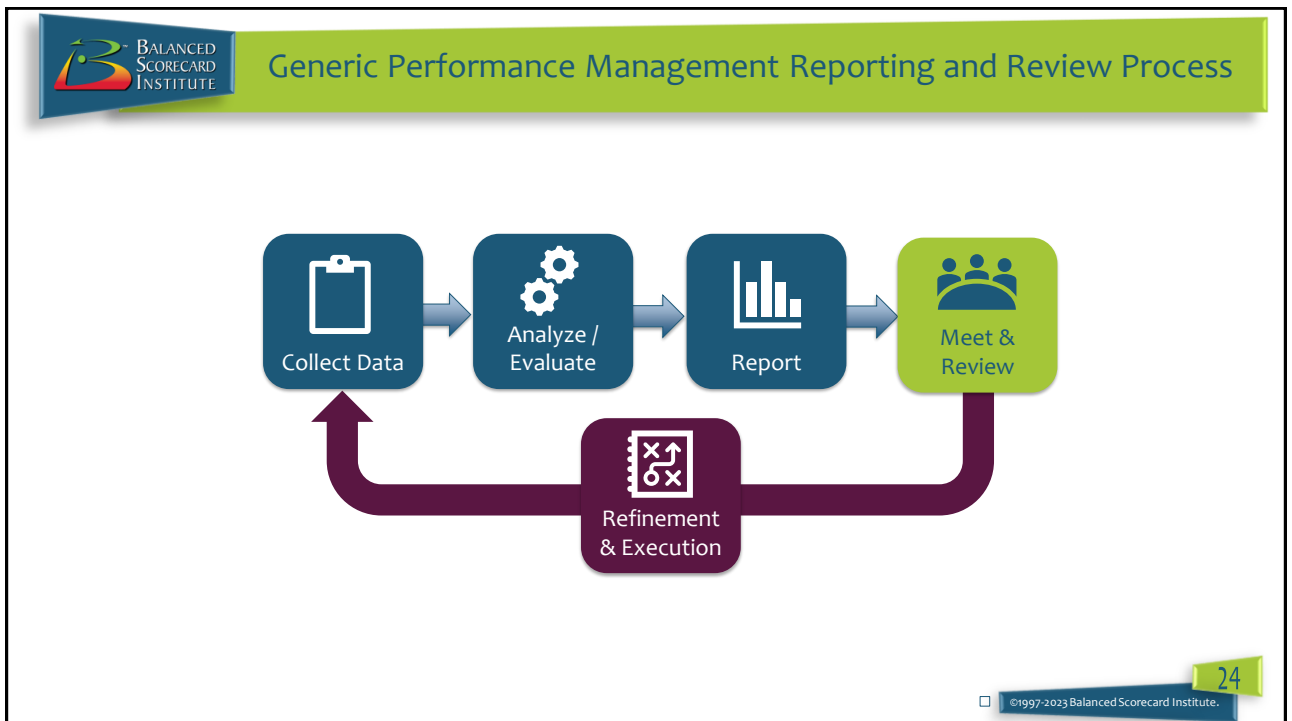 BALANCED
SCORECARD
INSTITUTE
Generic Performance Management Reporting and Review Process
Collect Data
Analyze /
Evaluate
Report
Meet &
Review
Refinement
& Execution
24
©1997-2023 Balanced Scorecard Institute.